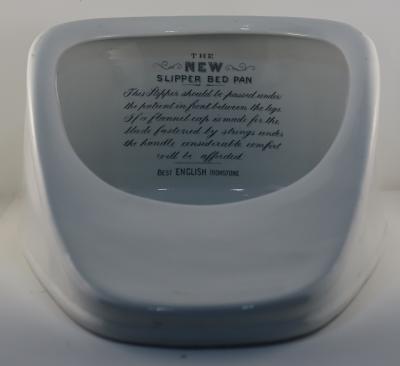 THE
NEW
SLIPPER BED PAN
This Slipper should be passed under
the patient in front between the legs.
If a flannel cap is made for the
blade fastened by strings under
the handle considerable comfort
will be afforded.
BEST ENGLISH IRONSTONE